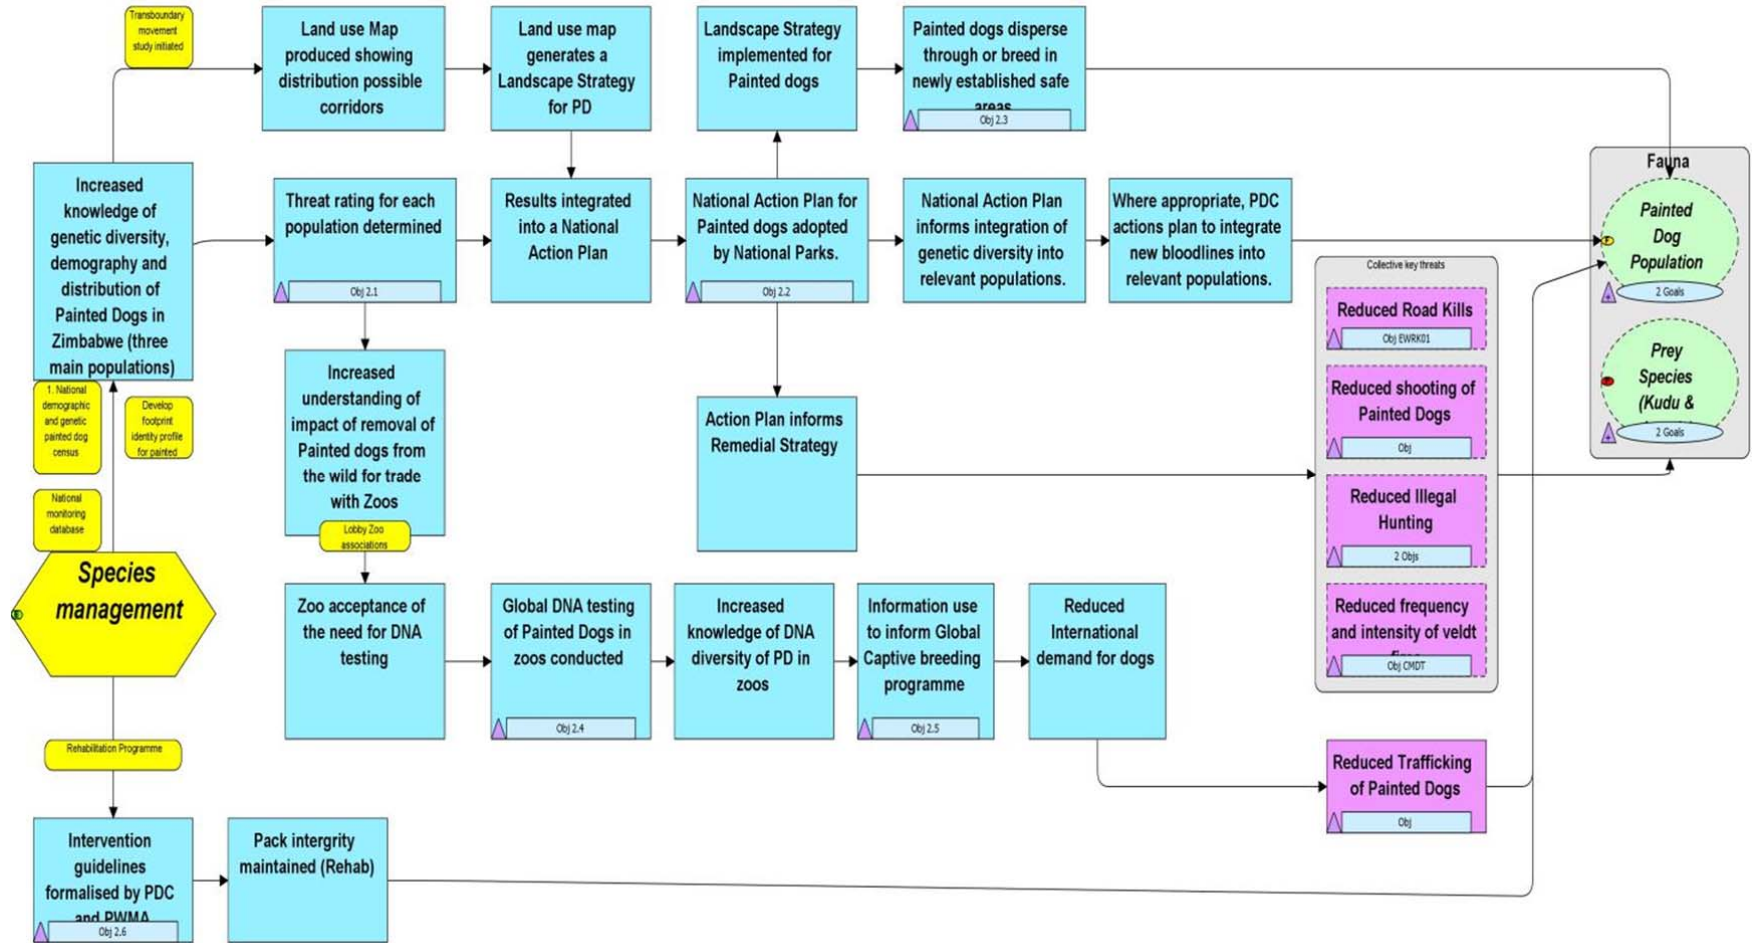 Transboundary
movement
study initiated
Land use Map
produced showing
distribution possible
corridors
Land use map
generates a
Landscape Strategy
for PD
Landscape Strategy
implemented for
Painted dogs
Painted dogs disperse
through or breed in
newly established safe
areas
Obj 2.3
Increased
knowledge of
genetic diversity,
demography and
distribution of
Painted Dogs in
Zimbabwe (three
main populations)
Threat rating for each
population determined
Obj 2.1
Results integrated
into a National
Action Plan
National Action Plan for
Painted dogs adopted
by National Parks.
Obj 2.2
National Action Plan
informs integration of
genetic diversity into
relevant populations.
Where appropriate, PDC
actions plan to integrate
new bloodlines into
relevant populations.
Fauna
Painted
Dog
Population
2 Goals
Prey
Species
(Kudu &
2 Goals
Collective key threats
Reduced Road Kills
Obj EWRK01
Reduced shooting of
Painted Dogs
Obj
Reduced Illegal
Hunting
2 Objs
Reduced frequency
and intensity of veldt
Obj CMDT
1. National
demographic
and genetic
painted dog
census
Develop
footprint
identity profile
for painted
National
monitoring
database
Increased
understanding of
impact of removal of
Painted dogs from
the wild for trade
with Zoos
Lobby Zoo
associations
Action Plan informs
Remedial Strategy
Species
management
Zoo acceptance of
the need for DNA
testing
Global DNA testing
of Painted Dogs in
zoos conducted
Obj 2.4
Increased
knowledge of DNA
diversity of PD in
zoos
Information use
to inform Global
Captive breeding
programme
Obj 2.5
Reduced
International
demand for dogs
Rehabilitation Programme
Reduced Trafficking
of Painted Dogs
Obj
Intervention
guidelines
formalised by PDC
and PWMA
Obj 2.6
Pack intergrity
maintained (Rehab)